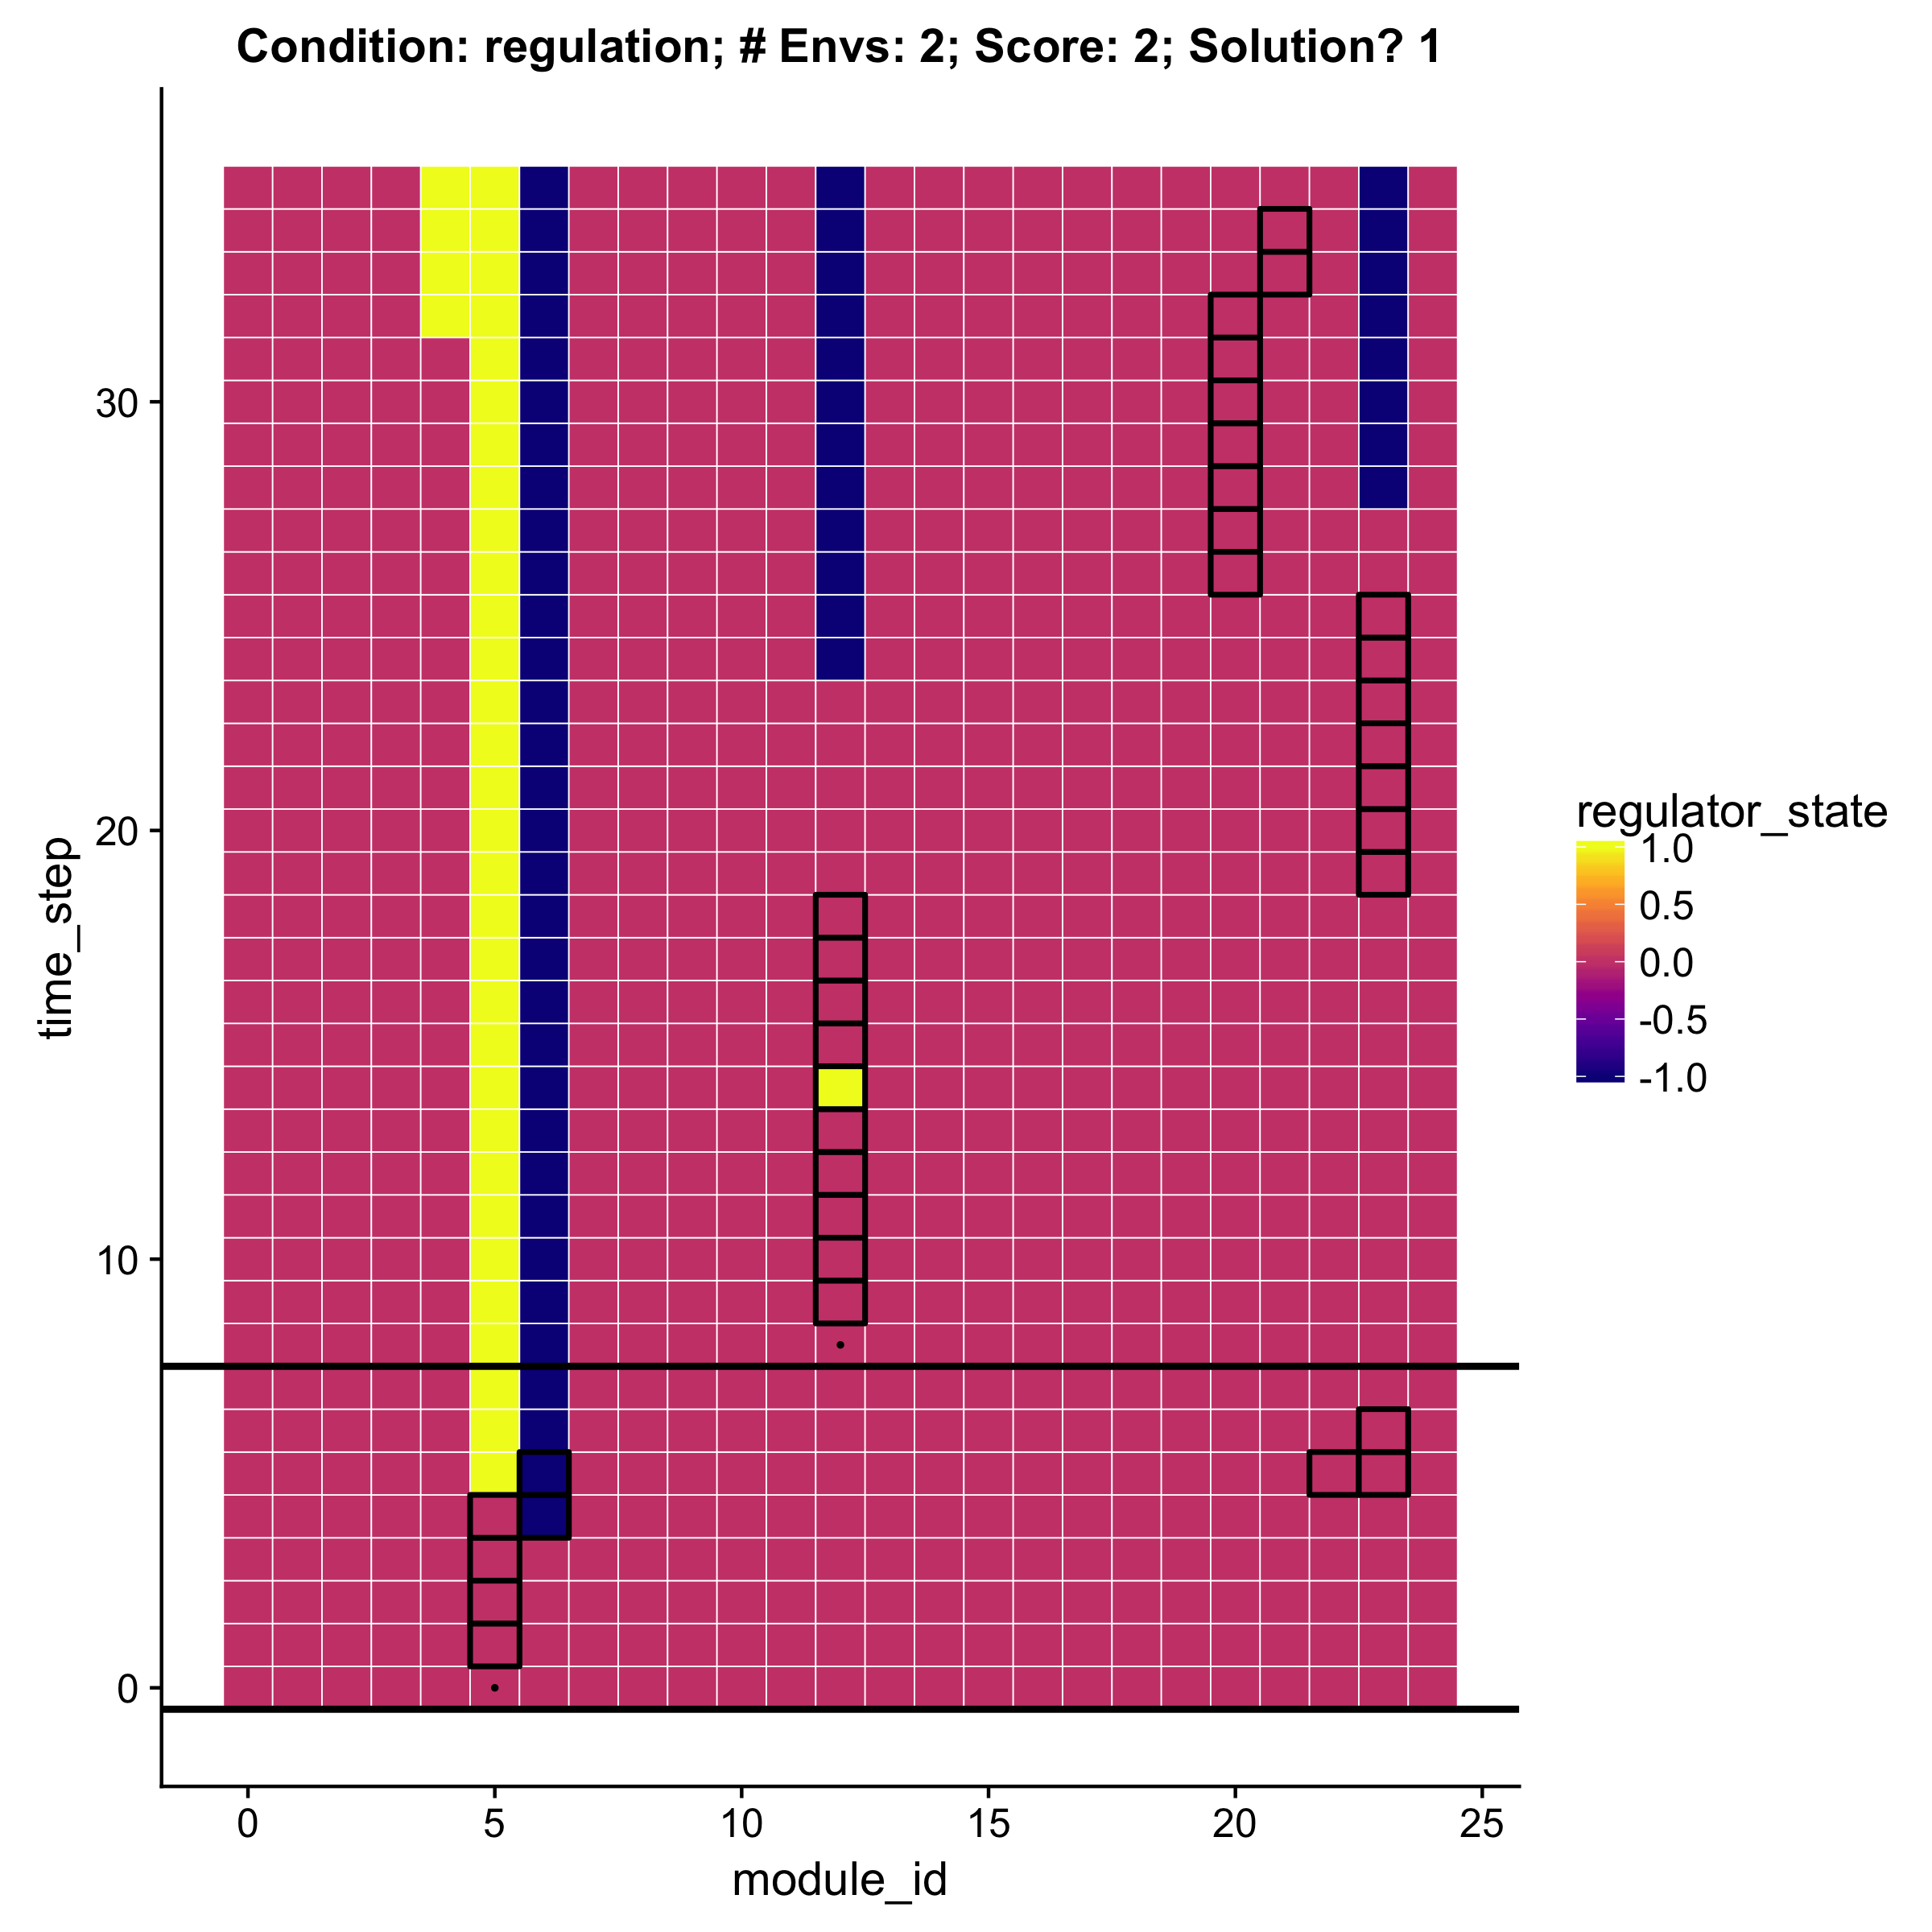 Condition: regulation; # Envs: 2; Score: 2; Solution? 1
30
20
10
0
time_step
0 5 10 15 20 25
module_id
regulator_state
1.0
0.5
0.0
-0.5
-1.0